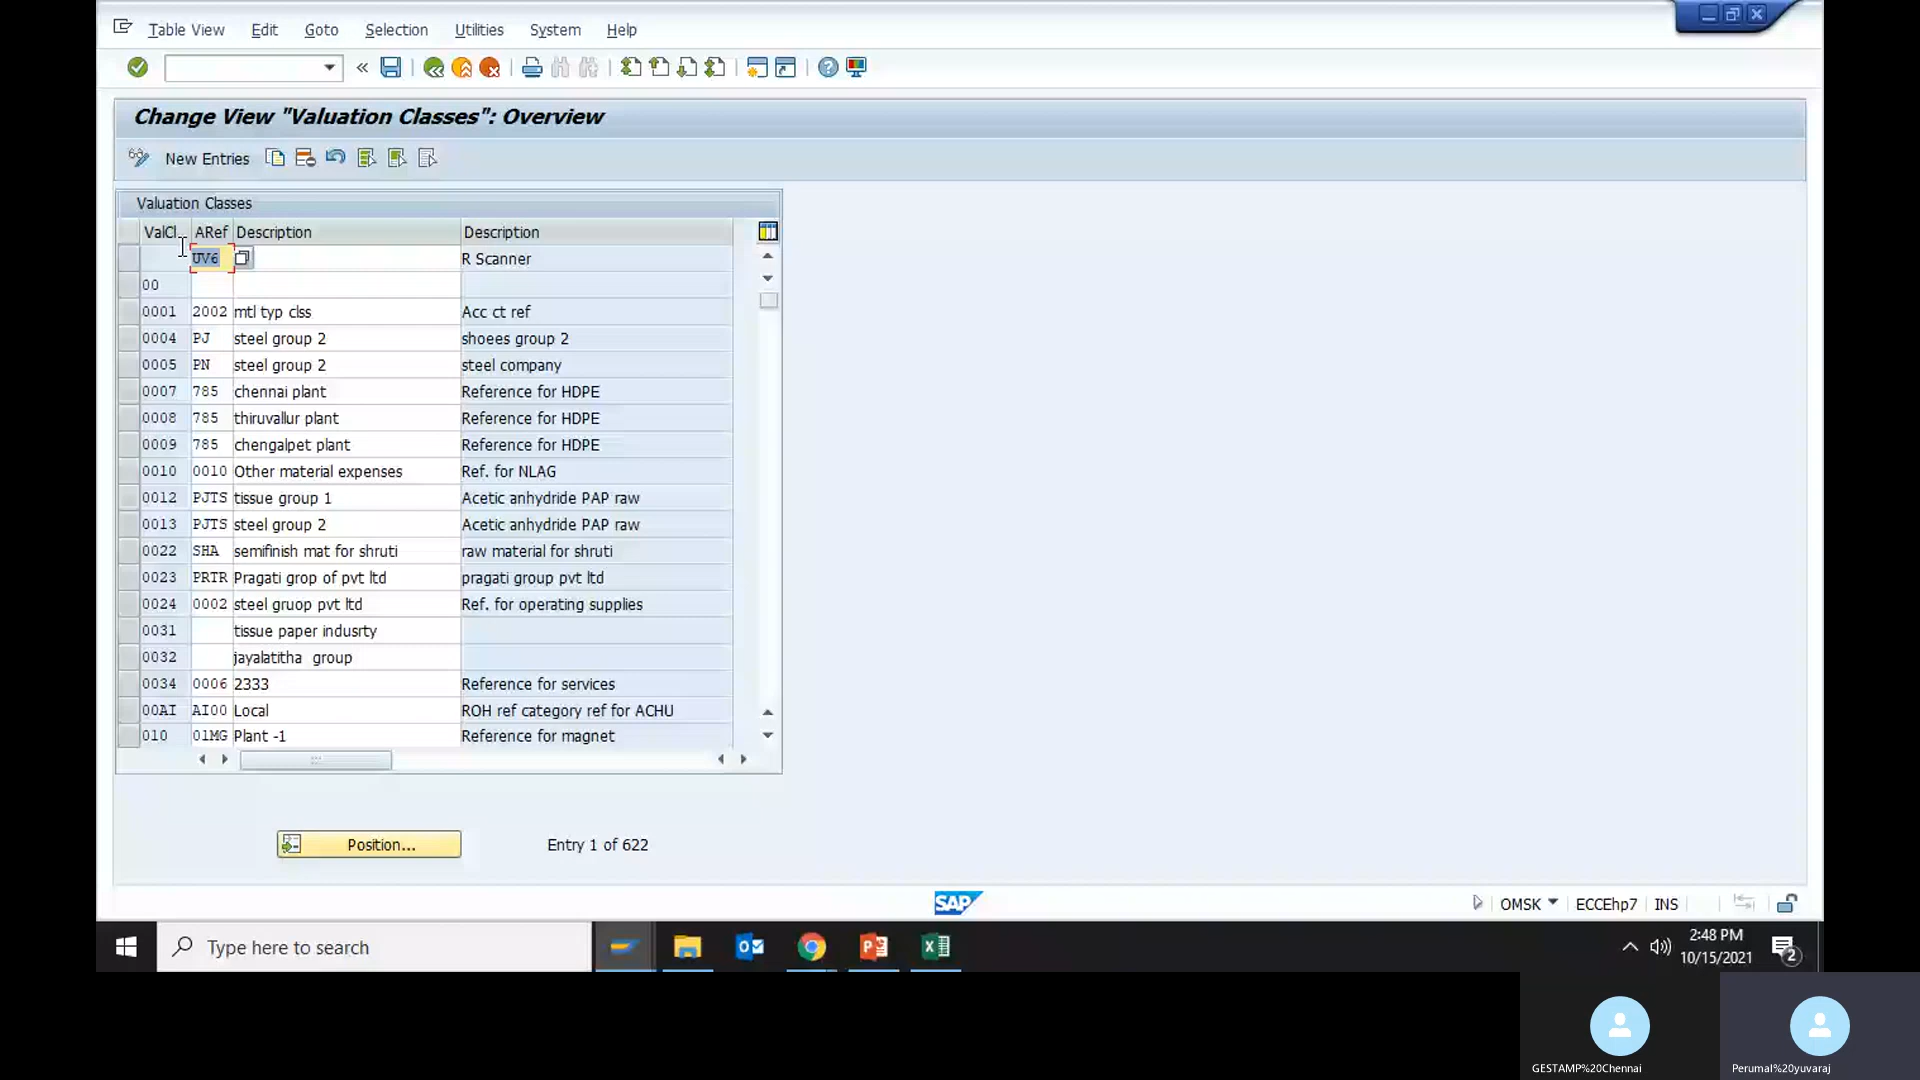 Table View Edit Goto Selection Utilities System Help
Change View "Valuation Classes": Overview
New Entries
Valuation Classes
ValCl... ARef Description Description
UV6 R Scanner
00
0001 2002 mtl typ clss Acc ct ref
0004 PJ steel group 2 shoees group 2
0005 PN steel group 2 steel company
0007 785 chennai plant Reference for HDPE
0008 785 thiruvallur plant Reference for HDPE
0009 785 chengalpet plant Reference for HDPE
0010 0010 Other material expenses Ref. for NLAG
0012 PJTS tissue group 1 Acetic anhydride PAP raw
0013 PJTS steel group 2 Acetic anhydride PAP raw
0022 SHA semifinish mat for shruti raw material for shruti
0023 PRTR Pragati grop of pvt ltd pragati group pvt ltd
0024 0002 steel gruop pvt ltd Ref. for operating supplies
0031 tissue paper indusrty
0032 jayalatitha group
0034 0006 2333 Reference for services
00AI AI00 Local ROH ref category ref for ACHU
010 01MG Plant -1 Reference for magnet
Position... Entry 1 of 622
SAP OMSK ECCEhp7 INS
Type here to search
2:48 PM
10/15/2021
2
GESTAMP%20Chennai Perumal%20yuvaraj